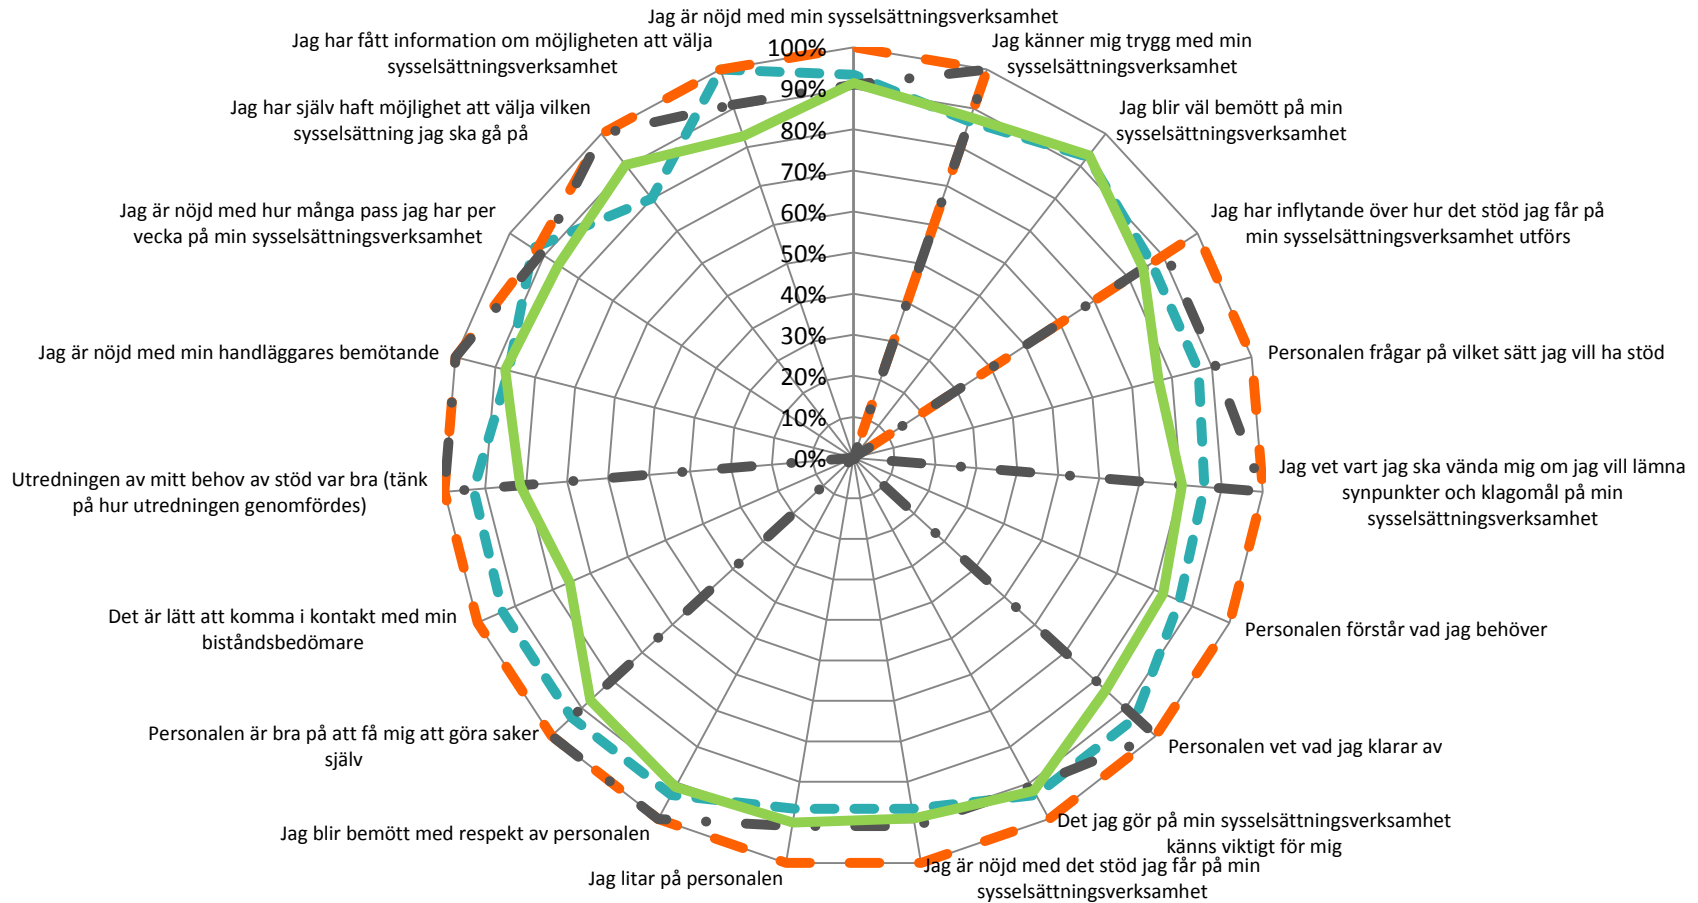 Jag är nöjd med min sysselsättningsverksamhet
Jag känner mig trygg med min
sysselsättningsverksamhet
Jag blir väl bemött på min
sysselsättningsverksamhet
Jag har inflytande över hur det stöd jag får på
min sysselsättningsverksamhet utförs
Personalen frågar på vilket sätt jag vill ha stöd
Jag vet vart jag ska vända mig om jag vill lämna
synpunkter och klagomål på min
sysselsättningsverksamhet
Personalen förstår vad jag behöver
Personalen vet vad jag klarar av
Det jag gör på min sysselsättningsverksamhet
känns viktigt för mig
Jag är nöjd med det stöd jag får på min
sysselsättningsverksamhet
Jag litar på personalen
Jag blir bemött med respekt av personalen
Personalen är bra på att få mig att göra saker
själv
Det är lätt att komma i kontakt med min
biståndsbedömare
Utredningen av mitt behov av stöd var bra (tänk
på hur utredningen genomfördes)
Jag är nöjd med min handläggares bemötande
Jag är nöjd med hur många pass jag har per
vecka på min sysselsättningsverksamhet
Jag har själv haft möjlighet att välja vilken
sysselsättning jag ska gå på
Jag har fått information om möjligheten att välja
sysselsättningsverksamhet
100%
90%
80%
70%
60%
50%
40%
30%
20%
10%
0%